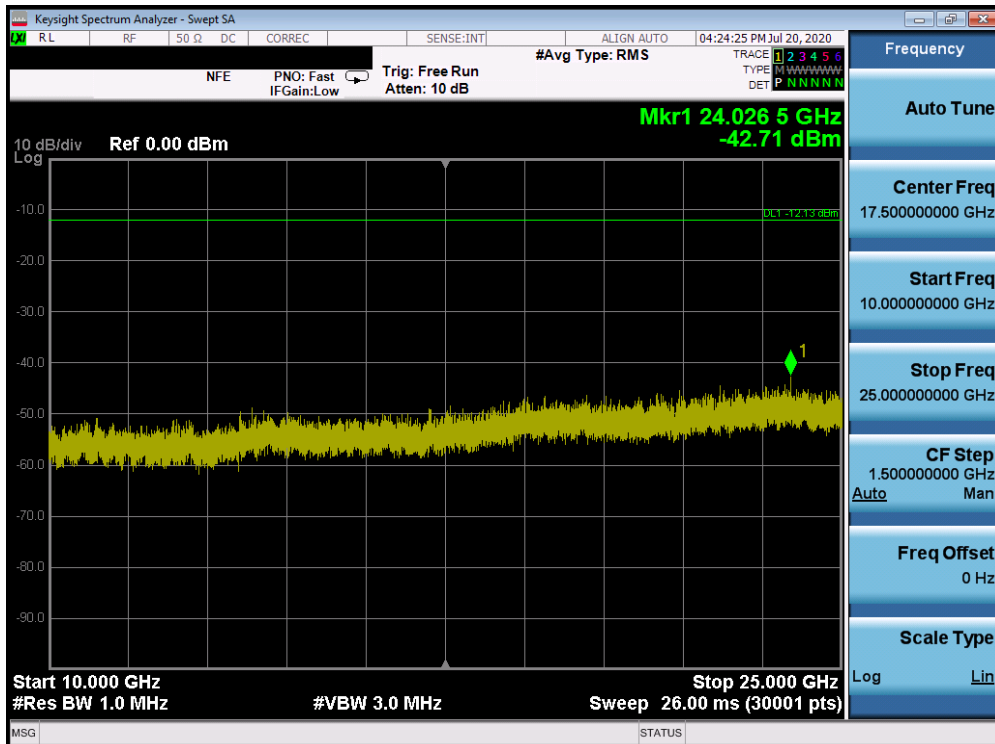 Keysight Spectrum Analyzer - Swept SA
LXI RL RF 50 Ω DC CORREC SENSE:INT ALIGN AUTO 04:24:25 PM Jul 20, 2020
#Avg Type: RMS TRACE 1 2 3 4 5 6
NFE PNO: Fast Trig: Free Run TYPE M W W W W W
IFGain:Low Atten: 10 dB DET P N N N N N
Mkr1 24.026 5 GHz
10 dB/div Ref 0.00 dBm -42.71 dBm
Log
-10.0
DL1 -12.13 dBm
-20.0
-30.0
-40.0
1
-50.0
-60.0
-70.0
-80.0
-90.0
Start 10.000 GHz Stop 25.000 GHz
#Res BW 1.0 MHz #VBW 3.0 MHz Sweep 26.00 ms (30001 pts)
MSG STATUS
Frequency
Auto Tune
Center Freq
17.500000000 GHz
Start Freq
10.000000000 GHz
Stop Freq
25.000000000 GHz
CF Step
1.500000000 GHz
Auto Man
Freq Offset
0 Hz
Scale Type
Log Lin